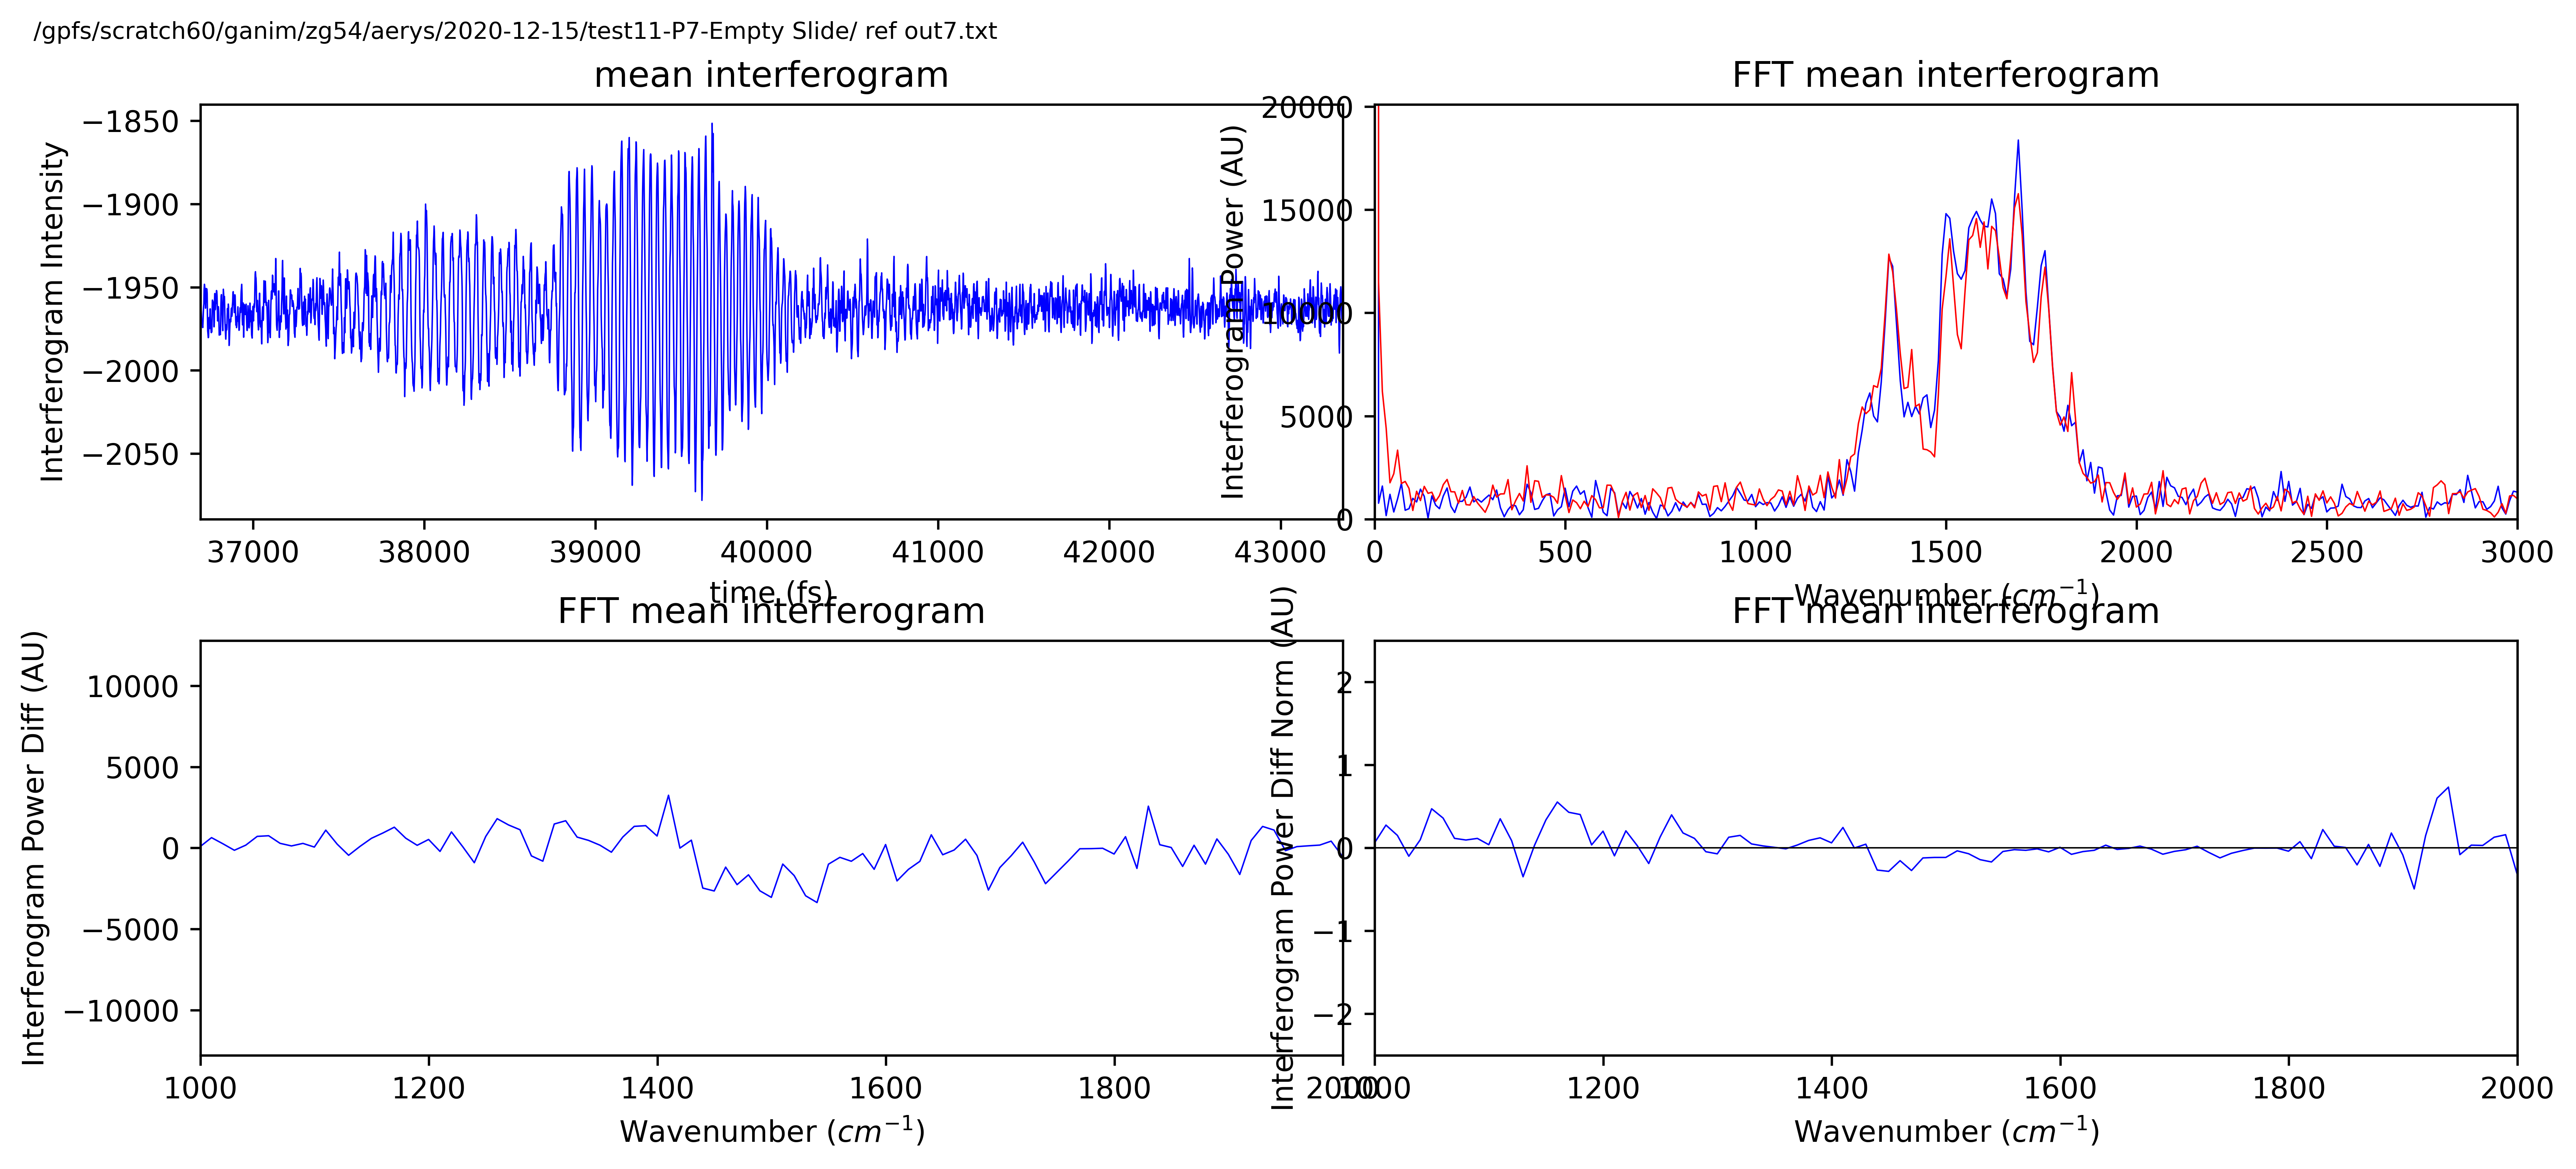 /gpfs/scratch60/ganim/zg54/aerys/2020-12-15/test11-P7-Empty Slide/ ref out7.txt
mean interferogram
Interferogram Intensity
−1850
−1900
−1950
−2000
−2050
37000 38000 39000 40000 41000 42000 43000
time (fs)
FFT mean interferogram
Interferogram Power (AU)
20000
15000
10000
5000
0
0 500 1000 1500 2000 2500 3000
Wavenumber (cm⁻¹)
FFT mean interferogram
Interferogram Power Diff (AU)
10000
5000
0
−5000
−10000
1000 1200 1400 1600 1800 2000
Wavenumber (cm⁻¹)
FFT mean interferogram
Interferogram Power Diff Norm (AU)
2
1
0
−1
−2
1000 1200 1400 1600 1800 2000
Wavenumber (cm⁻¹)